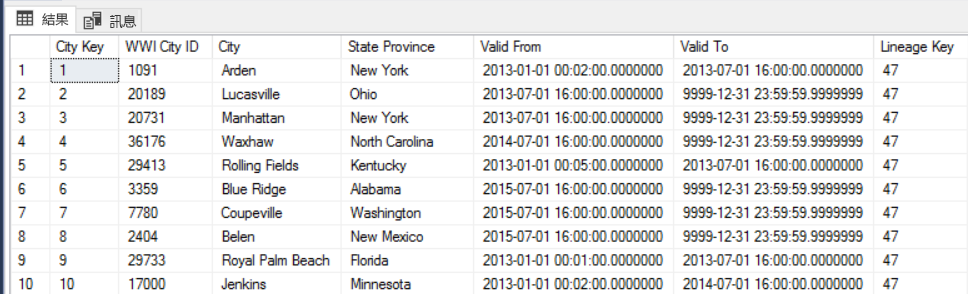 結果 訊息
City Key WWI City ID City State Province Valid From Valid To Lineage Key
1 1 1091 Arden New York 2013-01-01 00:02:00.0000000 2013-07-01 16:00:00.0000000 47
2 2 20189 Lucasville Ohio 2013-07-01 16:00:00.0000000 9999-12-31 23:59:59.9999999 47
3 3 20731 Manhattan New York 2013-07-01 16:00:00.0000000 9999-12-31 23:59:59.9999999 47
4 4 36176 Waxhaw North Carolina 2014-07-01 16:00:00.0000000 9999-12-31 23:59:59.9999999 47
5 5 29413 Rolling Fields Kentucky 2013-01-01 00:05:00.0000000 2013-07-01 16:00:00.0000000 47
6 6 3359 Blue Ridge Alabama 2015-07-01 16:00:00.0000000 9999-12-31 23:59:59.9999999 47
7 7 7780 Coupeville Washington 2015-07-01 16:00:00.0000000 9999-12-31 23:59:59.9999999 47
8 8 2404 Belen New Mexico 2015-07-01 16:00:00.0000000 9999-12-31 23:59:59.9999999 47
9 9 29733 Royal Palm Beach Florida 2013-01-01 00:01:00.0000000 2013-07-01 16:00:00.0000000 47
10 10 17000 Jenkins Minnesota 2013-01-01 00:02:00.0000000 2014-07-01 16:00:00.0000000 47